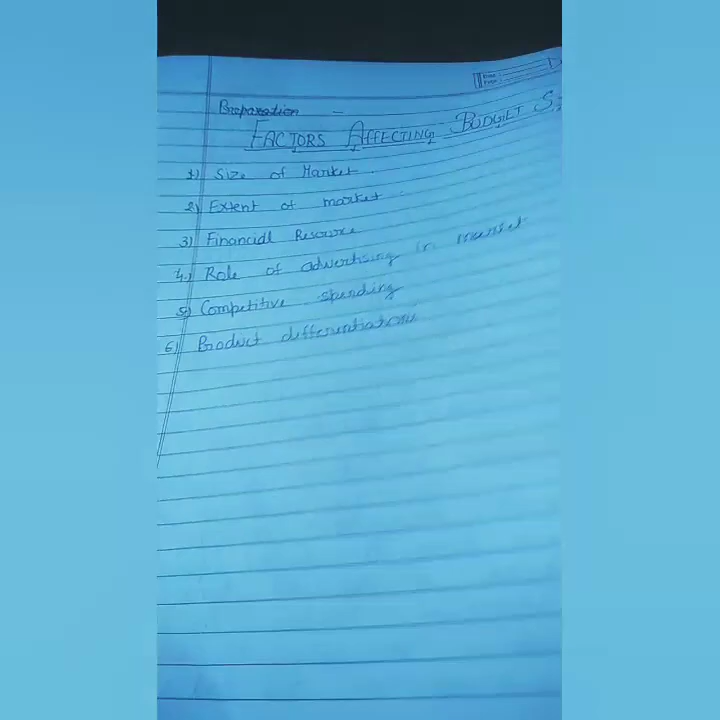 Preparation -
FACTORS AFFECTING BUDGET S
1) Size of Market.
2) Extent of market.
3) Financial Resource
4.) Role of advertising in market
5) Competitive spending
6) Product differentiation